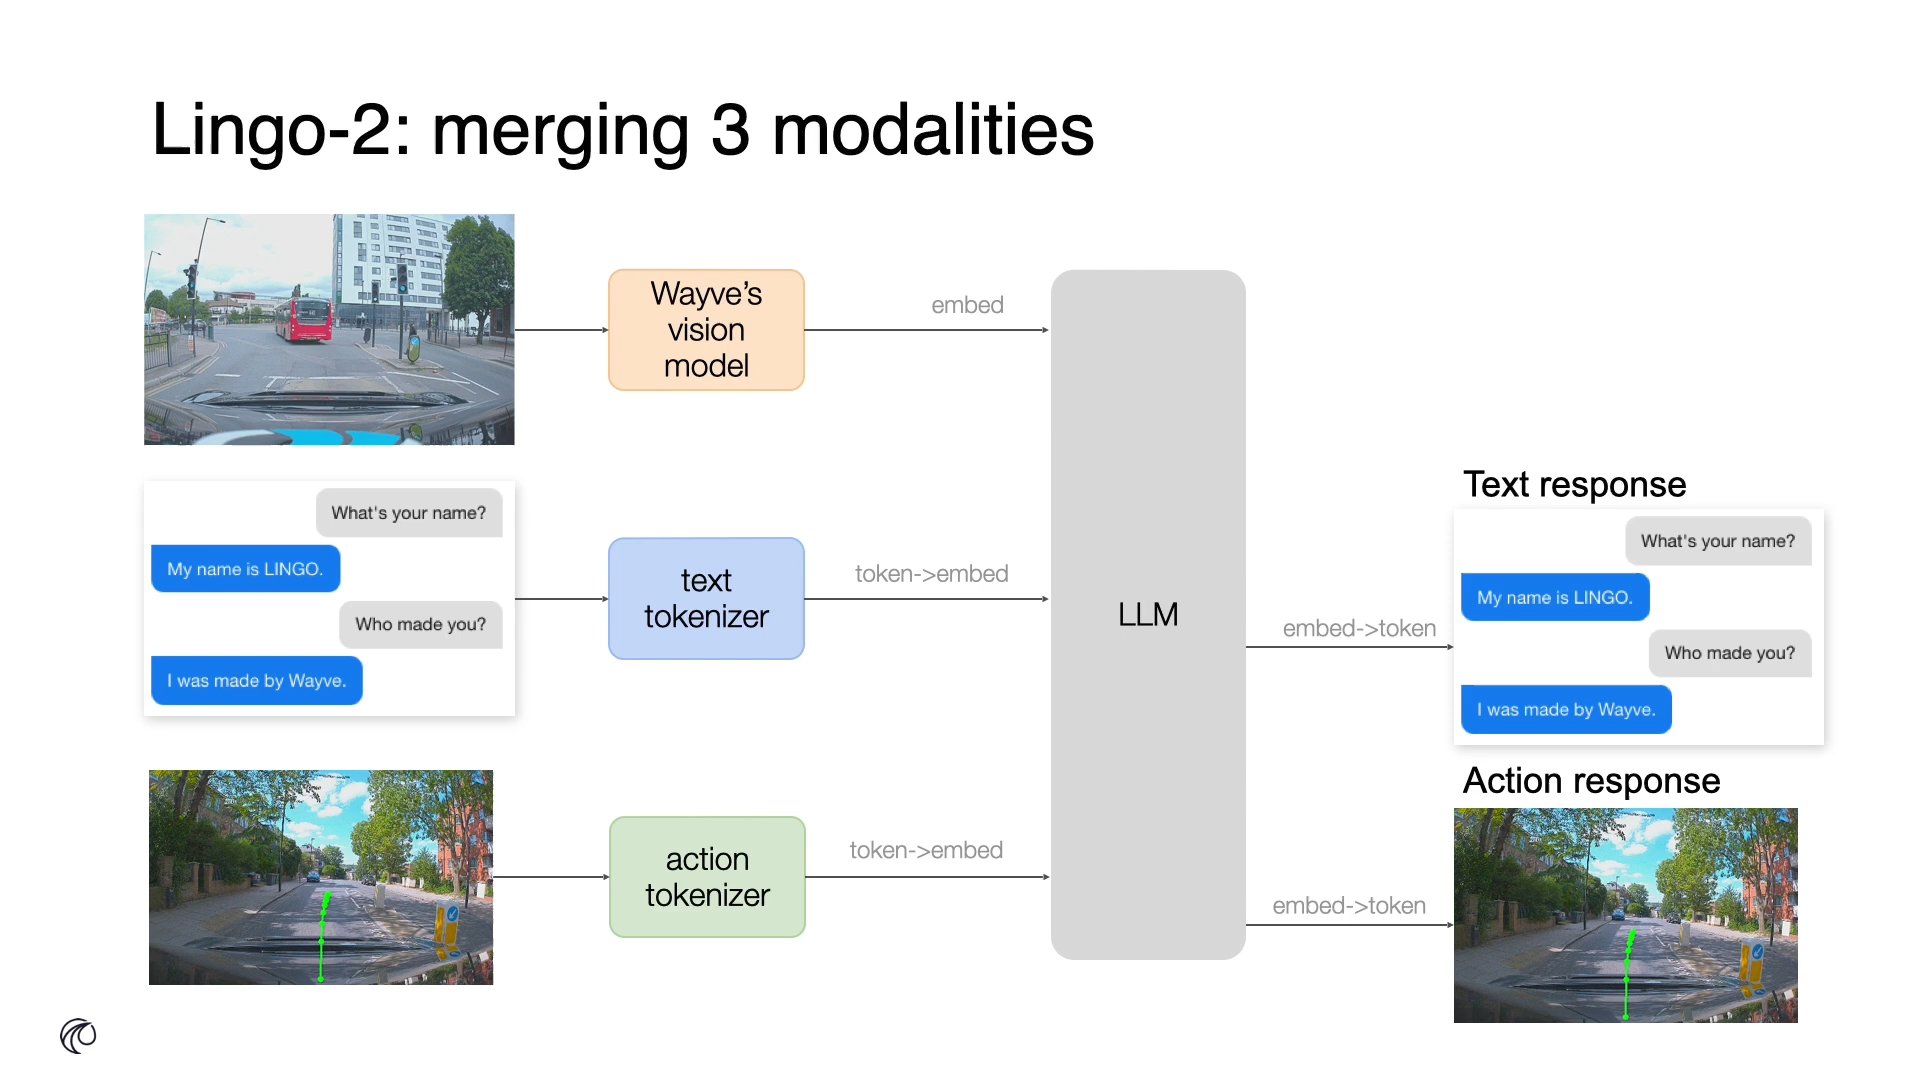 Lingo-2: merging 3 modalities
Wayve's
vision
model
embed
What's your name?
My name is LINGO.
Who made you?
I was made by Wayve.
text
tokenizer
token->embed
action
tokenizer
token->embed
LLM
embed->token
Text response
What's your name?
My name is LINGO.
Who made you?
I was made by Wayve.
embed->token
Action response